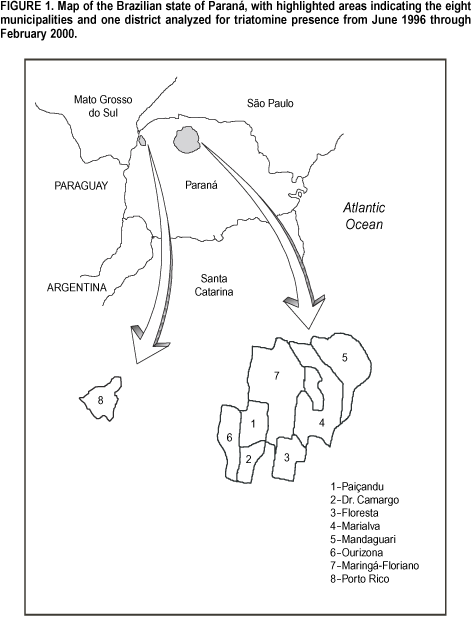 FIGURE 1. Map of the Brazilian state of Paraná, with highlighted areas indicating the eight
municipalities and one district analyzed for triatomine presence from June 1996 through
February 2000.
Mato Grosso
do Sul
São Paulo
PARAGUAY
Paraná
Atlantic
Ocean
ARGENTINA
Santa
Catarina
5
7
8
1
4
6
2
3
1-Paiçandu
2-Dr. Camargo
3-Floresta
4-Marialva
5-Mandaguari
6-Ourizona
7-Maringá-Floriano
8-Porto Rico